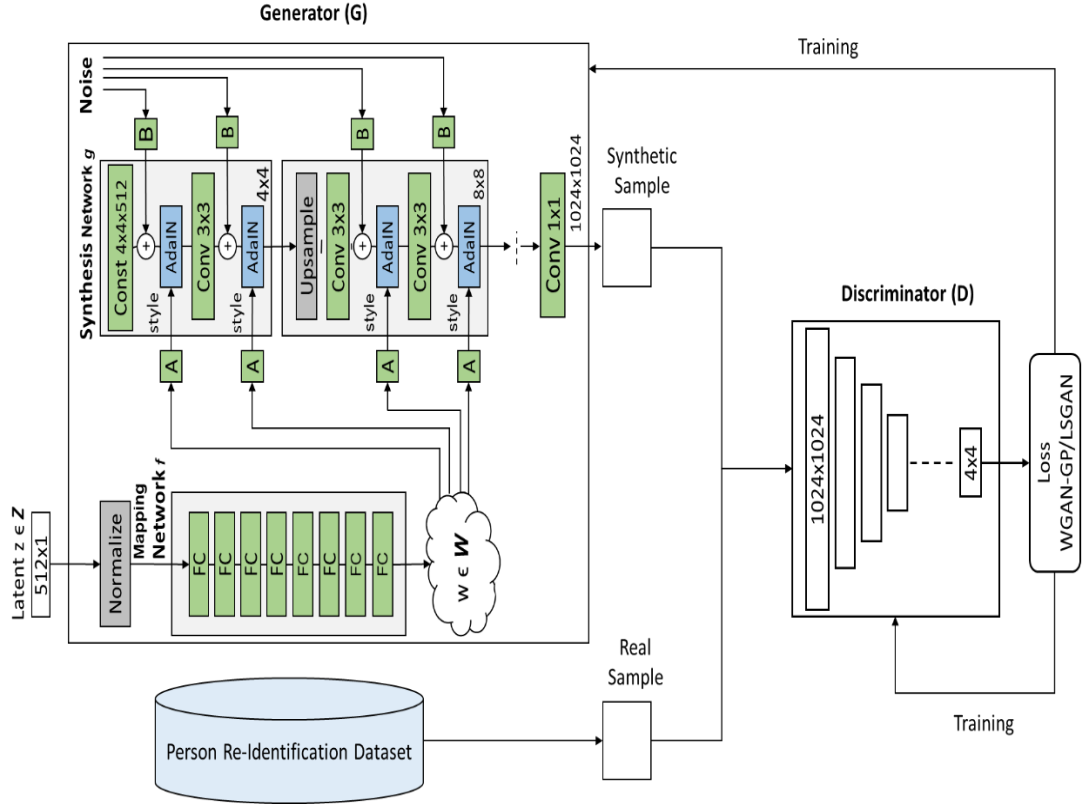 Generator (G)
Training
Noise
B
B
B
B
Synthesis Network g
Const 4x4x512
+
AdaIN
Conv 3x3
+
AdaIN
4x4
Upsample
Conv 3x3
+
AdaIN
Conv 3x3
+
AdaIN
8x8
Conv 1x1
1024x1024
style
style
style
style
A
A
A
A
Synthetic
Sample
Discriminator (D)
1024x1024
4x4
Loss
WGAN-GP/LSGAN
Latent z ϵ Z
512x1
Normalize
Mapping
Network f
FC
FC
FC
FC
FC
FC
FC
FC
w ϵ W
Real
Sample
Person Re-Identification Dataset
Training